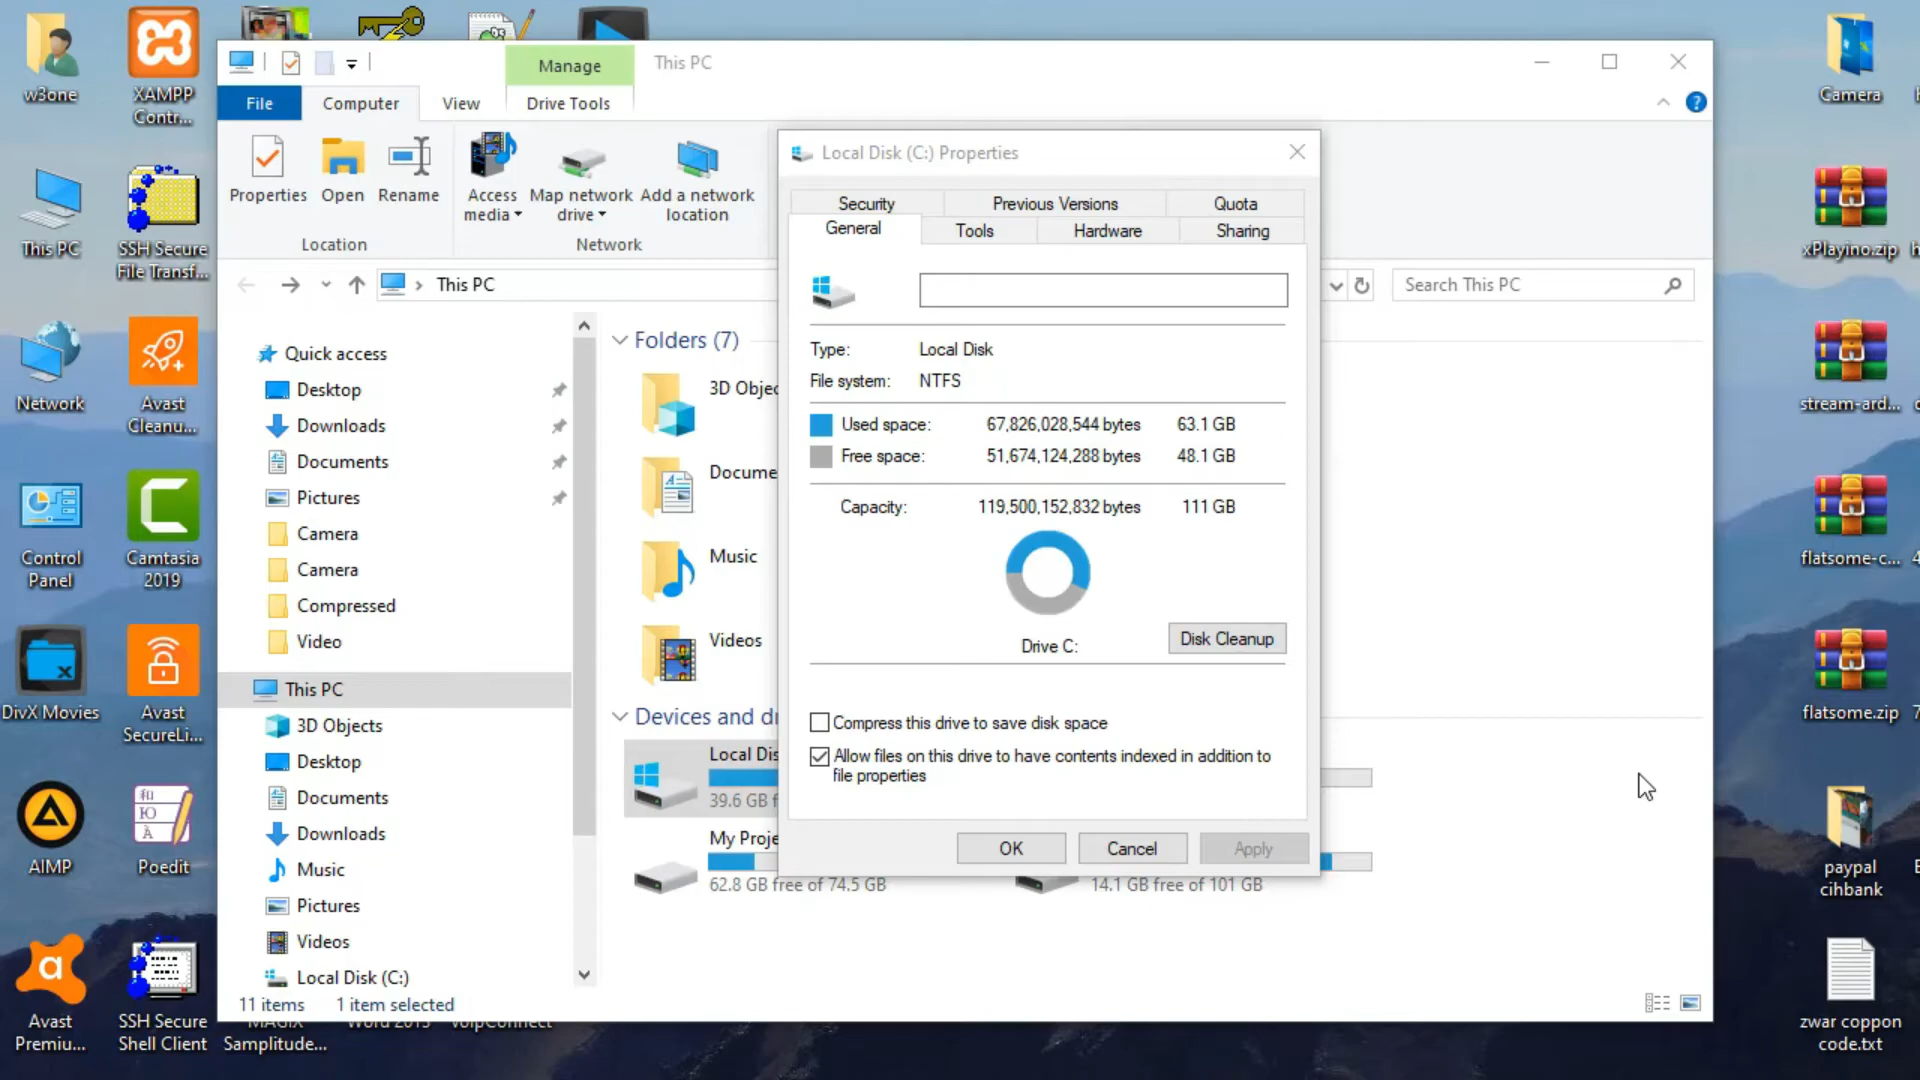 w3one
XAMPP
Contr...
This PC
SSH Secure
File Transf...
Network
Avast
Cleanu...
Control
Panel
Camtasia
2019
DivX Movies
Avast
SecureLi...
AIMP
Poedit
Avast
Premiu...
SSH Secure
Shell Client
MAGIX
Samplitude...
Word 2013
VoipConnect
Manage
This PC
File
Computer
View
Drive Tools
Properties
Open
Rename
Access
media
Map network
drive
Add a network
location
Location
Network
This PC
Search This PC
Quick access
Desktop
Downloads
Documents
Pictures
Camera
Camera
Compressed
Video
This PC
3D Objects
Desktop
Documents
Downloads
Music
Pictures
Videos
Local Disk (C:)
11 items
1 item selected
Folders (7)
3D Objec
Docume
Music
Videos
Devices and dr
Local Dis
39.6 GB f
My Proje
62.8 GB free of 74.5 GB
14.1 GB free of 101 GB
Local Disk (C:) Properties
Security
Previous Versions
Quota
General
Tools
Hardware
Sharing
Type:
Local Disk
File system:
NTFS
Used space:
67,826,028,544 bytes
63.1 GB
Free space:
51,674,124,288 bytes
48.1 GB
Capacity:
119,500,152,832 bytes
111 GB
Drive C:
Disk Cleanup
Compress this drive to save disk space
Allow files on this drive to have contents indexed in addition to
file properties
OK
Cancel
Apply
Camera
xPlayino.zip
stream-ard...
flatsome-c...
flatsome.zip
paypal
cihbank
zwar coppon
code.txt